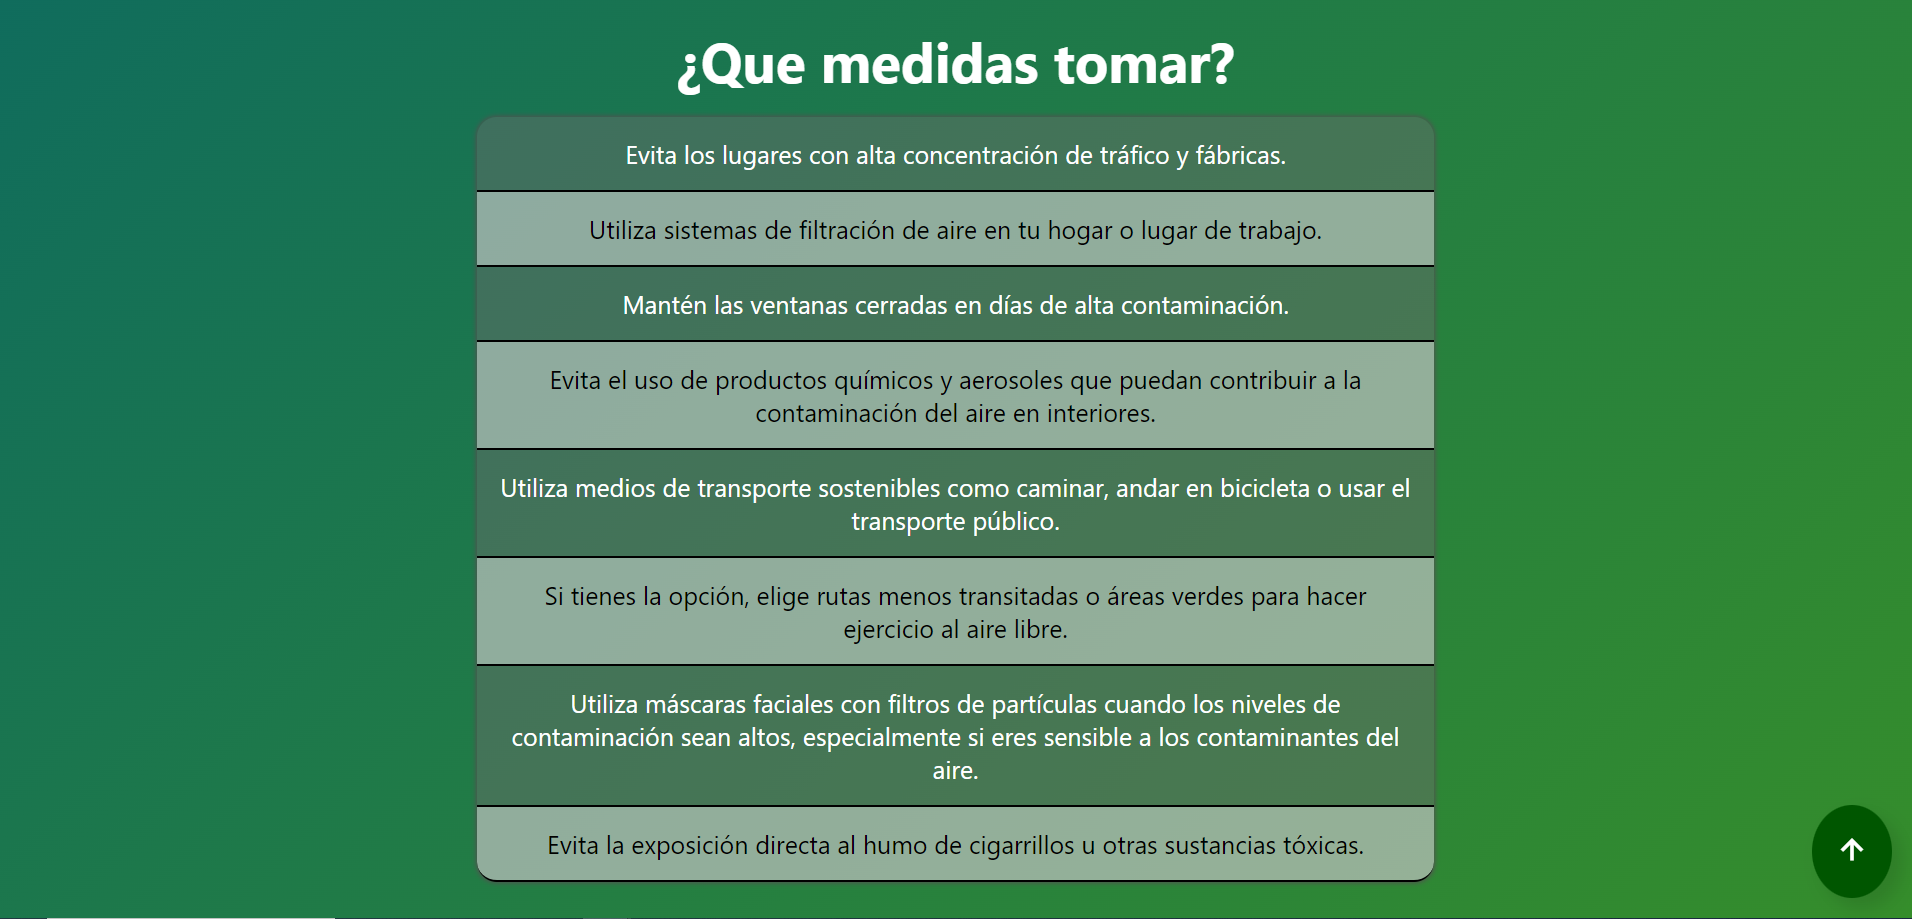 ¿Que medidas tomar?
Evita los lugares con alta concentración de tráfico y fábricas.
Utiliza sistemas de filtración de aire en tu hogar o lugar de trabajo.
Mantén las ventanas cerradas en días de alta contaminación.
Evita el uso de productos químicos y aerosoles que puedan contribuir a la
contaminación del aire en interiores.
Utiliza medios de transporte sostenibles como caminar, andar en bicicleta o usar el
transporte público.
Si tienes la opción, elige rutas menos transitadas o áreas verdes para hacer
ejercicio al aire libre.
Utiliza máscaras faciales con filtros de partículas cuando los niveles de
contaminación sean altos, especialmente si eres sensible a los contaminantes del
aire.
Evita la exposición directa al humo de cigarrillos u otras sustancias tóxicas.